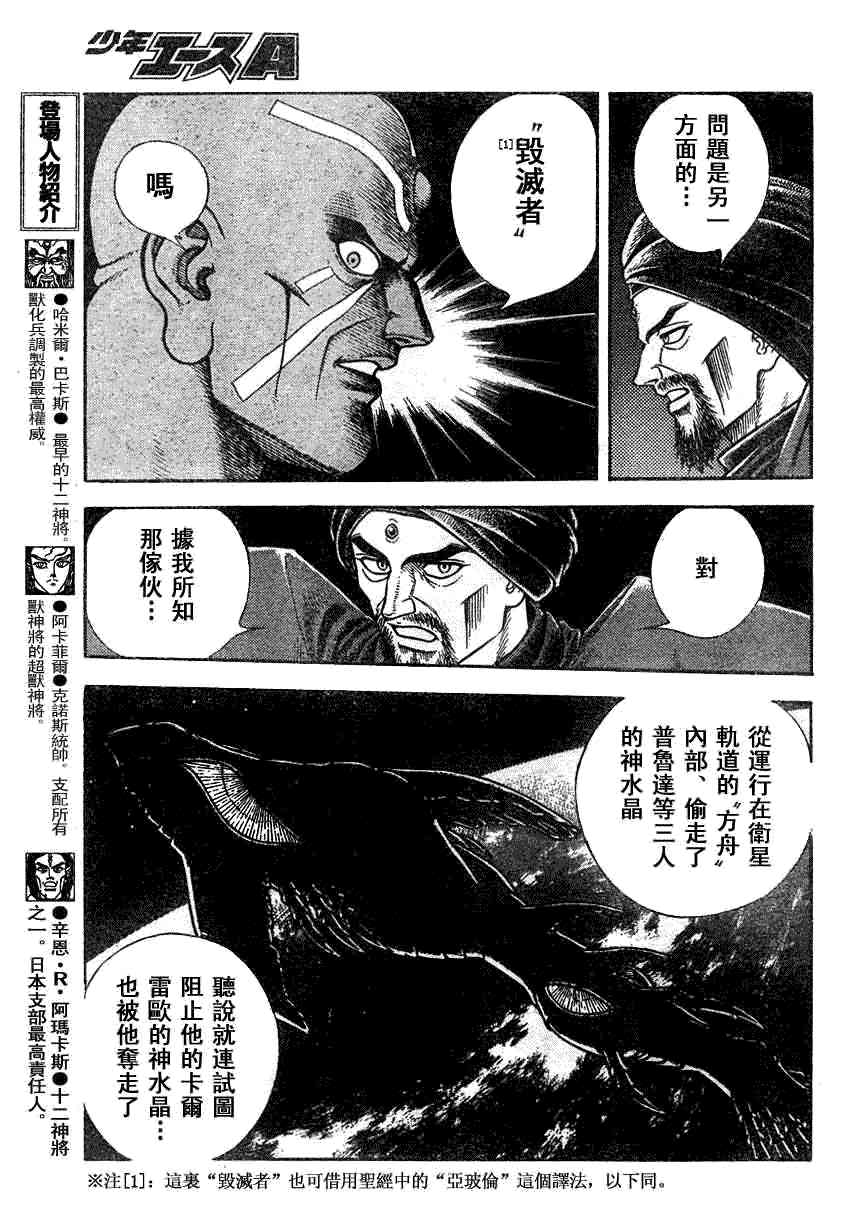 少年エースA
問題是另一
方面的…
[1]
〝毀滅者〞
嗎
對
據我所知
那傢伙…
從運行在衛星
軌道的〝方舟〞
內部、偷走了
普魯達等三人
的神水晶
聽說就連試圖
阻止他的卡爾
雷歐的神水晶…
也被他奪走了
登場人物紹介
●哈米爾·巴卡斯● 最早的十二神將。
獸化兵調製的最高權威。
●阿卡菲爾●克諾斯統帥。支配所有
獸神將的超獸神將。
●辛恩·R·阿瑪卡斯●十二神將
之一。日本支部最高責任人。
※注[1]：這裏“毀滅者”也可借用聖經中的“亞玻倫”這個譯法，以下同。